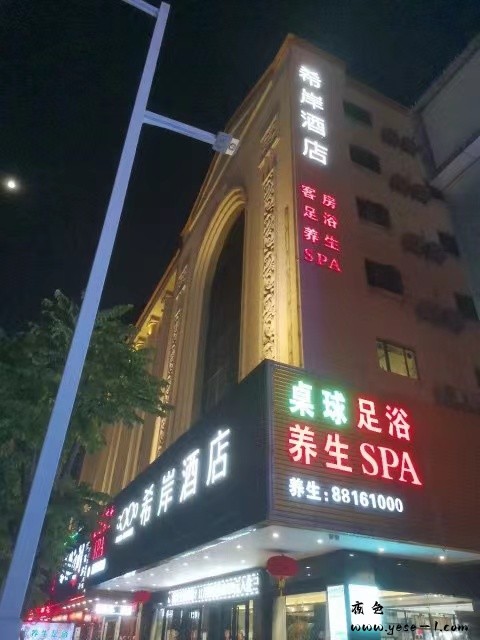 希岸酒店
客房
足浴
养生
SPA
桌球足浴
养生SPA
养生:88161000
希岸酒店
SPA
夜色
www.yese-1.com